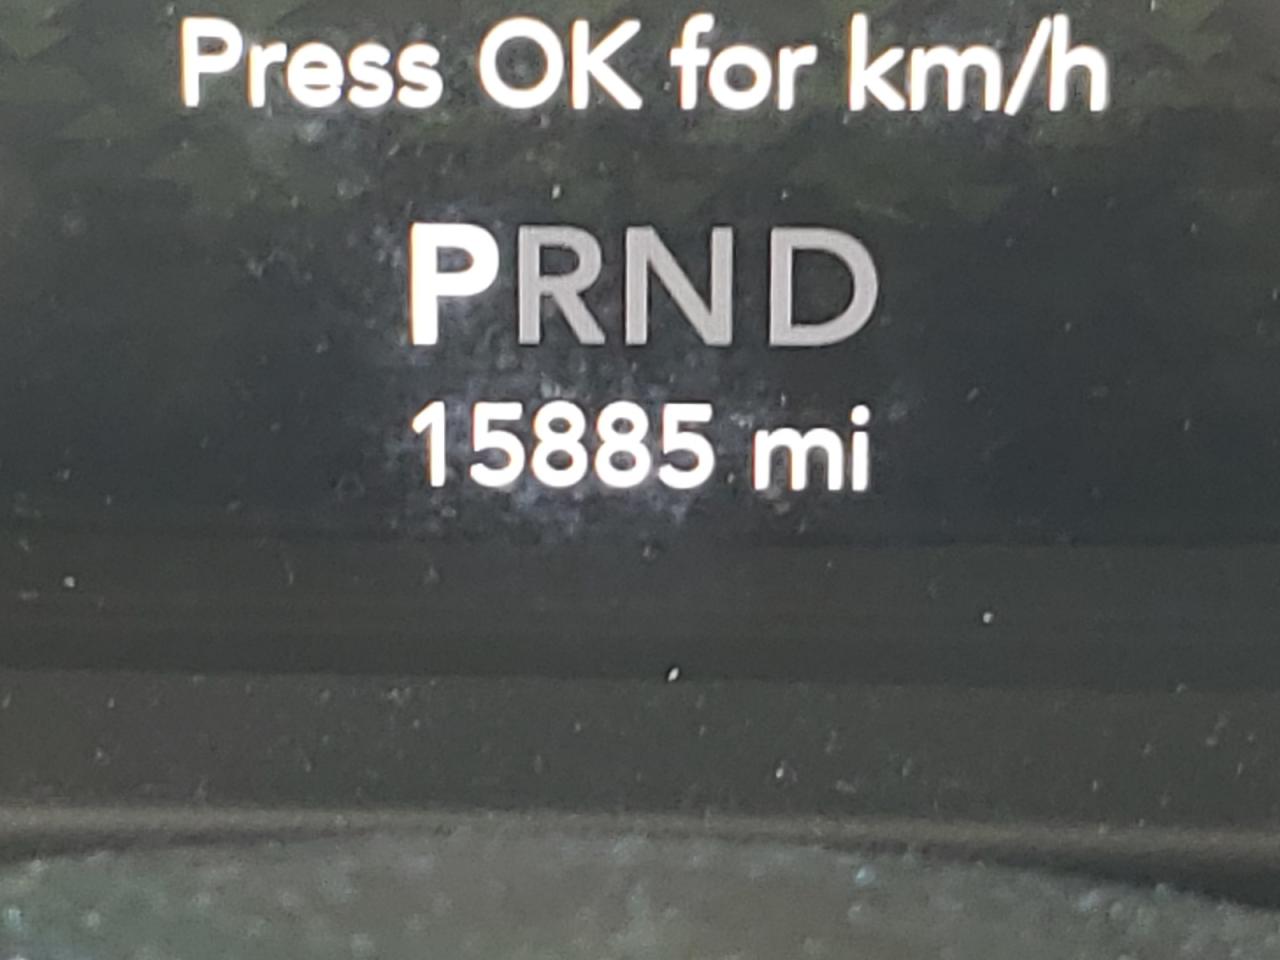 Press OK for km/h
PRND
15885 mi